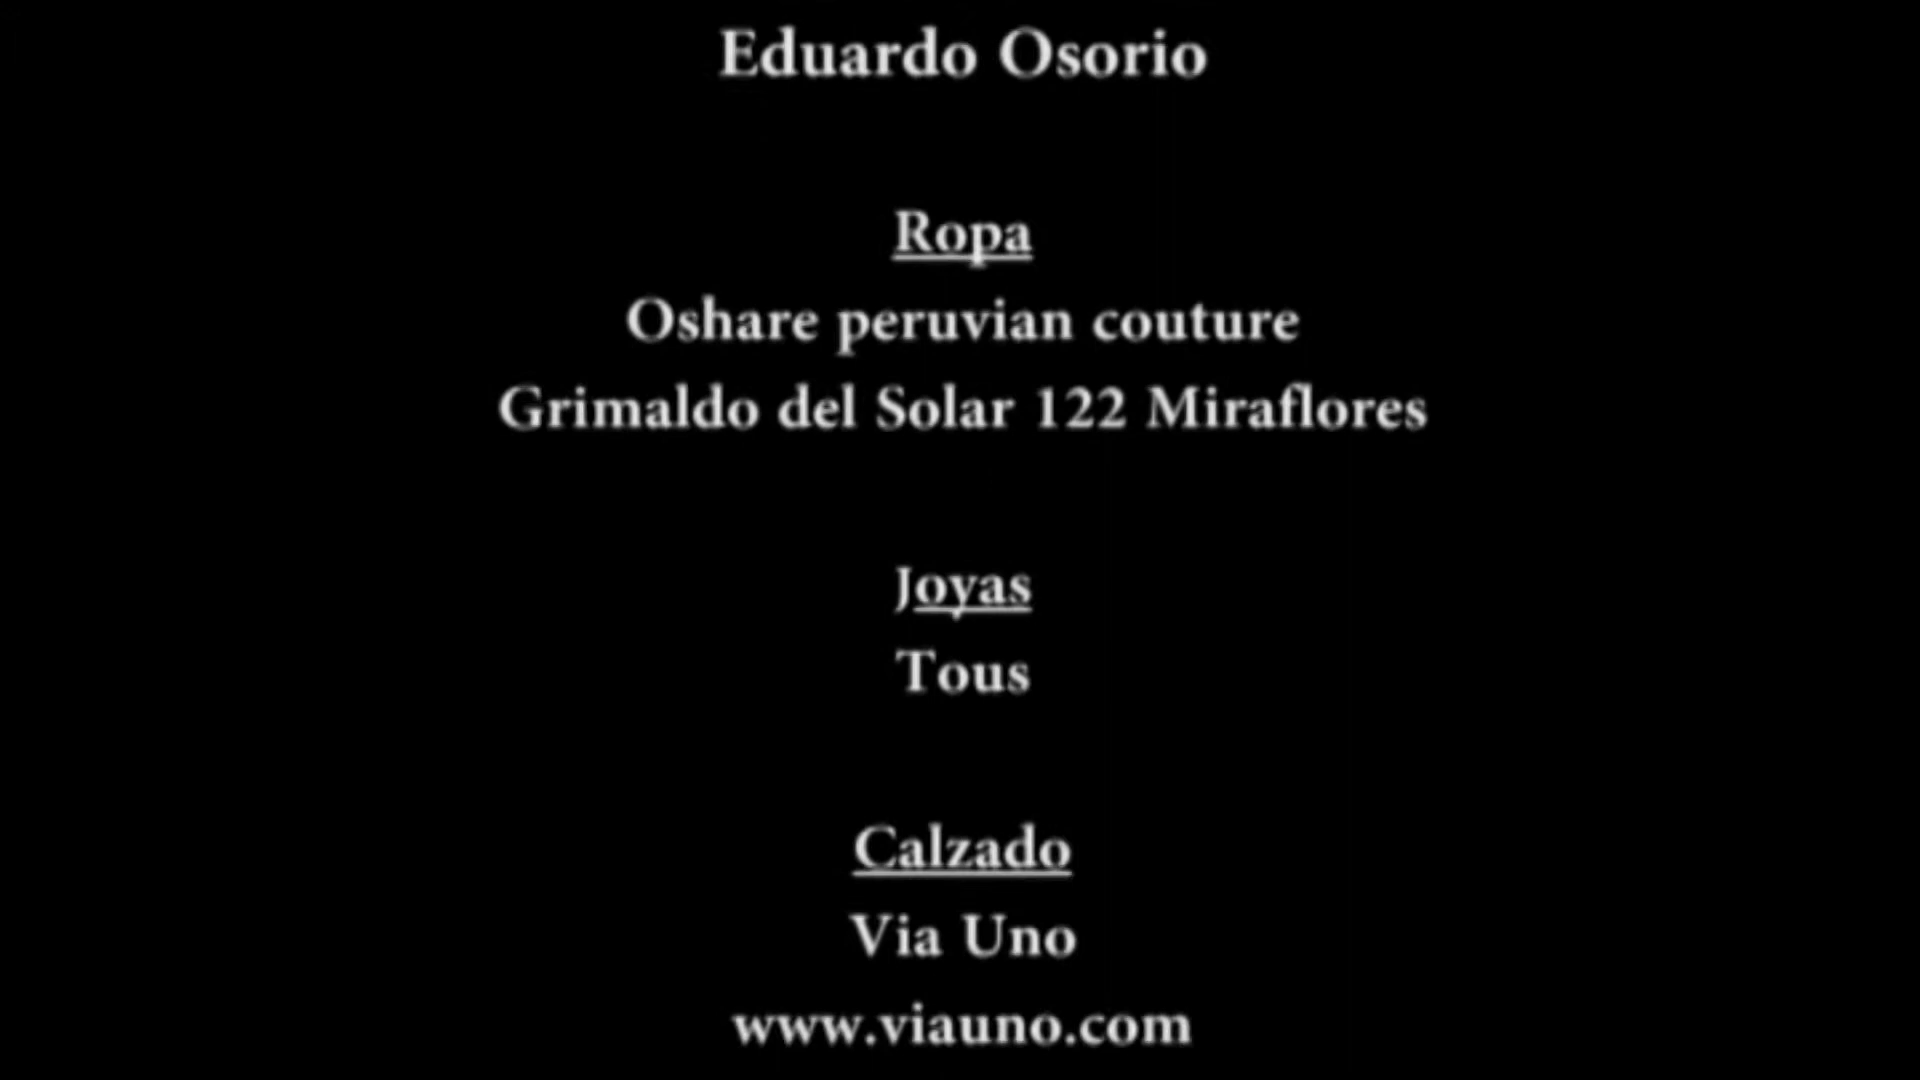 Eduardo Osorio
Ropa
Oshare peruvian couture
Grimaldo del Solar 122 Miraflores
Joyas
Tous
Calzado
Via Uno
www.viauno.com